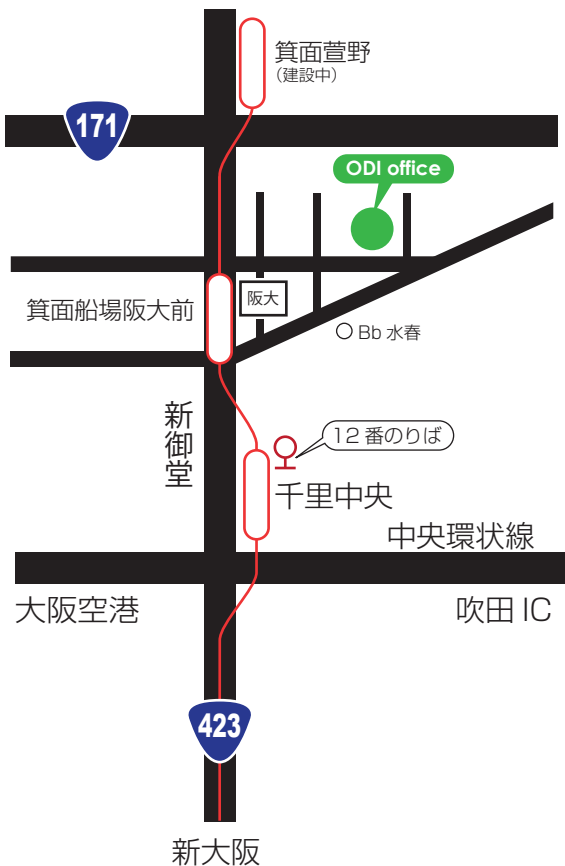 箕面萱野
（建設中）
171
ODI office
阪大
箕面船場阪大前
Bb 水春
新御堂
12 番のりば
千里中央
中央環状線
大阪空港
吹田 IC
423
新大阪